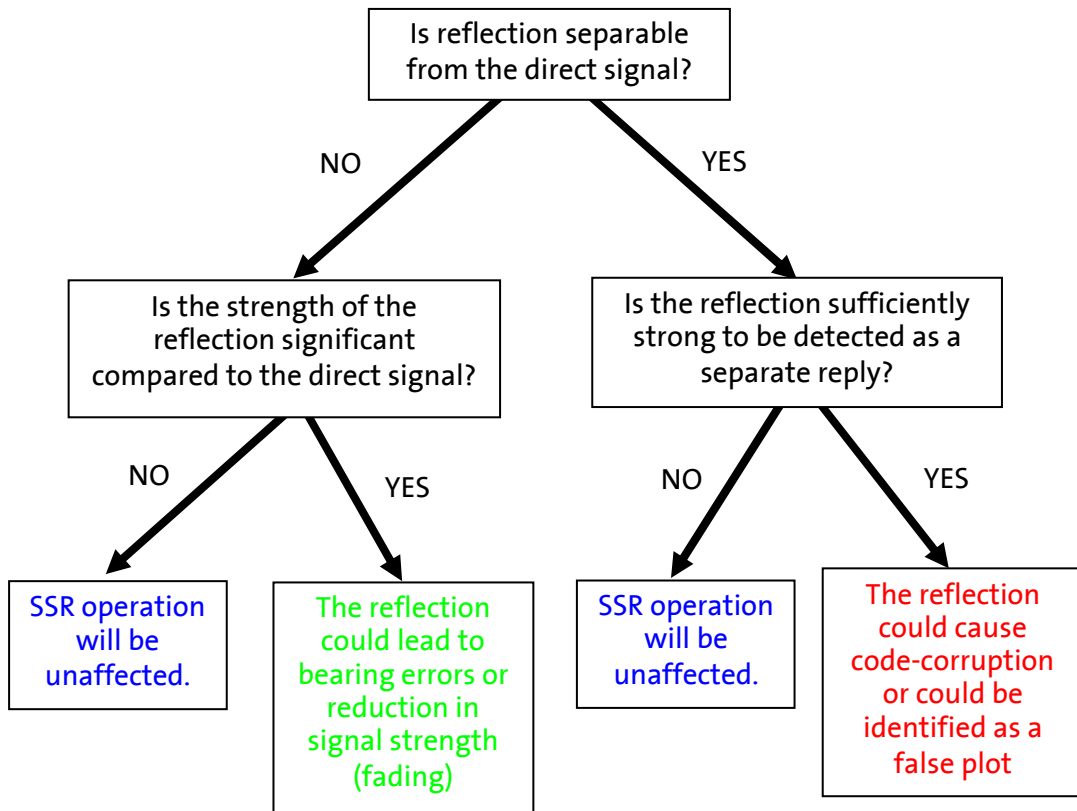 Is reflection separable
from the direct signal?
NO
YES
Is the strength of the
reflection significant
compared to the direct signal?
Is the reflection sufficiently
strong to be detected as a
separate reply?
NO
YES
NO
YES
SSR operation
will be
unaffected.
The reflection
could lead to
bearing errors or
reduction in
signal strength
(fading)
SSR operation
will be
unaffected.
The reflection
could cause
code-corruption
or could be
identified as a
false plot